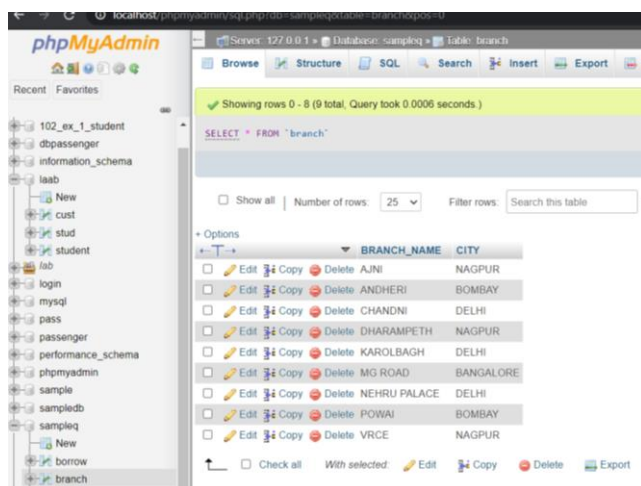 localhost/phpmyadmin/sql.php?db=sampleq&table=branch&pos=0
phpMyAdmin
Recent Favorites
102_ex_1_student
dbpassenger
information_schema
laab
New
cust
stud
student
lab
login
mysql
pass
passenger
performance_schema
phpmyadmin
sample
sampledb
sampleq
New
borrow
branch
Server: 127.0.0.1 » Database: sampleq » Table: branch
Browse Structure SQL Search Insert Export
Showing rows 0 - 8 (9 total, Query took 0.0006 seconds.)
SELECT * FROM `branch`
Show all | Number of rows: 25 Filter rows: Search this table
+ Options
←T→ BRANCH_NAME CITY
Edit Copy Delete AJNI NAGPUR
Edit Copy Delete ANDHERI BOMBAY
Edit Copy Delete CHANDNI DELHI
Edit Copy Delete DHARAMPETH NAGPUR
Edit Copy Delete KAROLBAGH DELHI
Edit Copy Delete MG ROAD BANGALORE
Edit Copy Delete NEHRU PALACE DELHI
Edit Copy Delete POWAI BOMBAY
Edit Copy Delete VRCE NAGPUR
Check all With selected: Edit Copy Delete Export